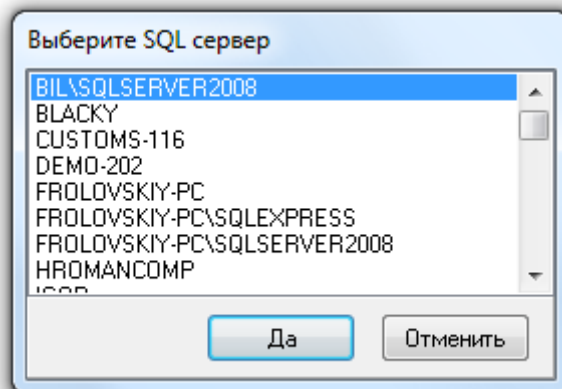 Выберите SQL сервер
BIL\SQLSERVER2008
BLACKY
CUSTOMS-116
DEMO-202
FROLOVSKIY-PC
FROLOVSKIY-PC\SQLEXPRESS
FROLOVSKIY-PC\SQLSERVER2008
HROMANCOMP
Да
Отменить